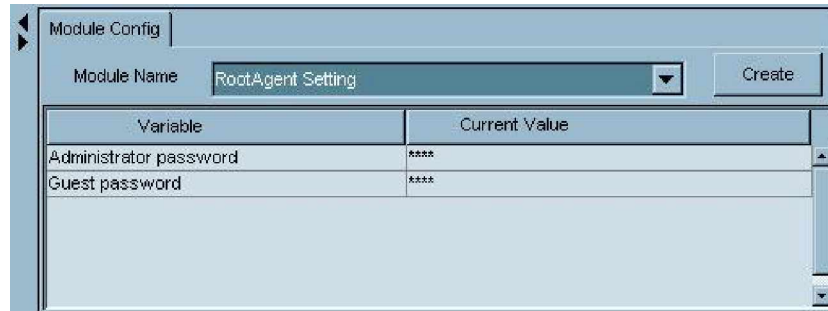 Module Config
Module Name RootAgent Setting Create
Variable Current Value
Administrator password ****
Guest password ****